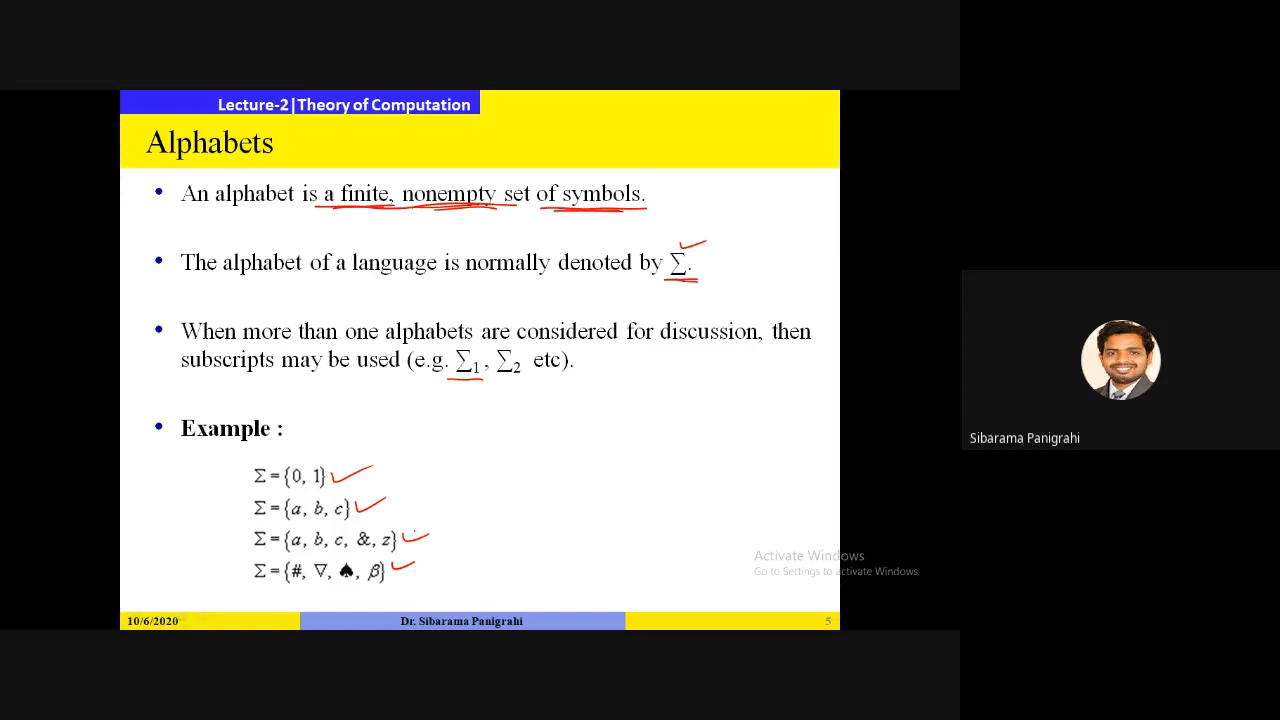 Lecture-2|Theory of Computation
Alphabets
• An alphabet is a finite, nonempty set of symbols.
• The alphabet of a language is normally denoted by ∑.
• When more than one alphabets are considered for discussion, then
subscripts may be used (e.g. ∑₁ , ∑₂ etc).
• Example :
Σ = {0, 1}
Σ = {a, b, c}
Σ = {a, b, c, &, z}
Σ = {#, ∇, ♠, β}
10/6/2020
Dr. Sibarama Panigrahi
5
Sibarama Panigrahi
Activate Windows
Go to Settings to activate Windows.